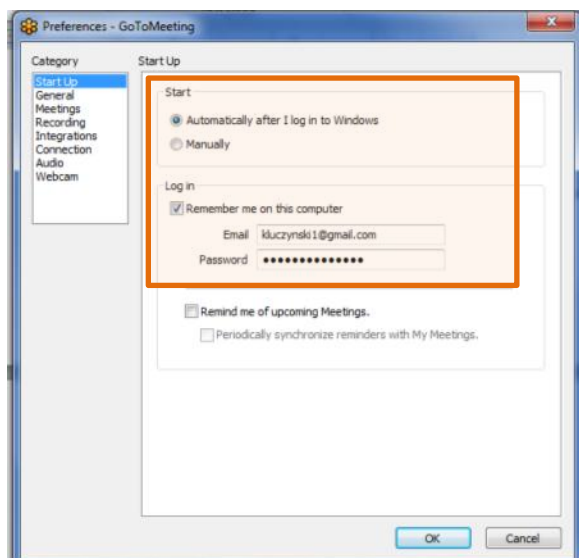 Preferences - GoToMeeting
Category
Start Up
General
Meetings
Recording
Integrations
Connection
Audio
Webcam
Start Up
Start
Automatically after I log in to Windows
Manually
Log in
Remember me on this computer
Email kluczynski1@gmail.com
Password ••••••••••••••
Remind me of upcoming Meetings.
Periodically synchronize reminders with My Meetings.
OK Cancel